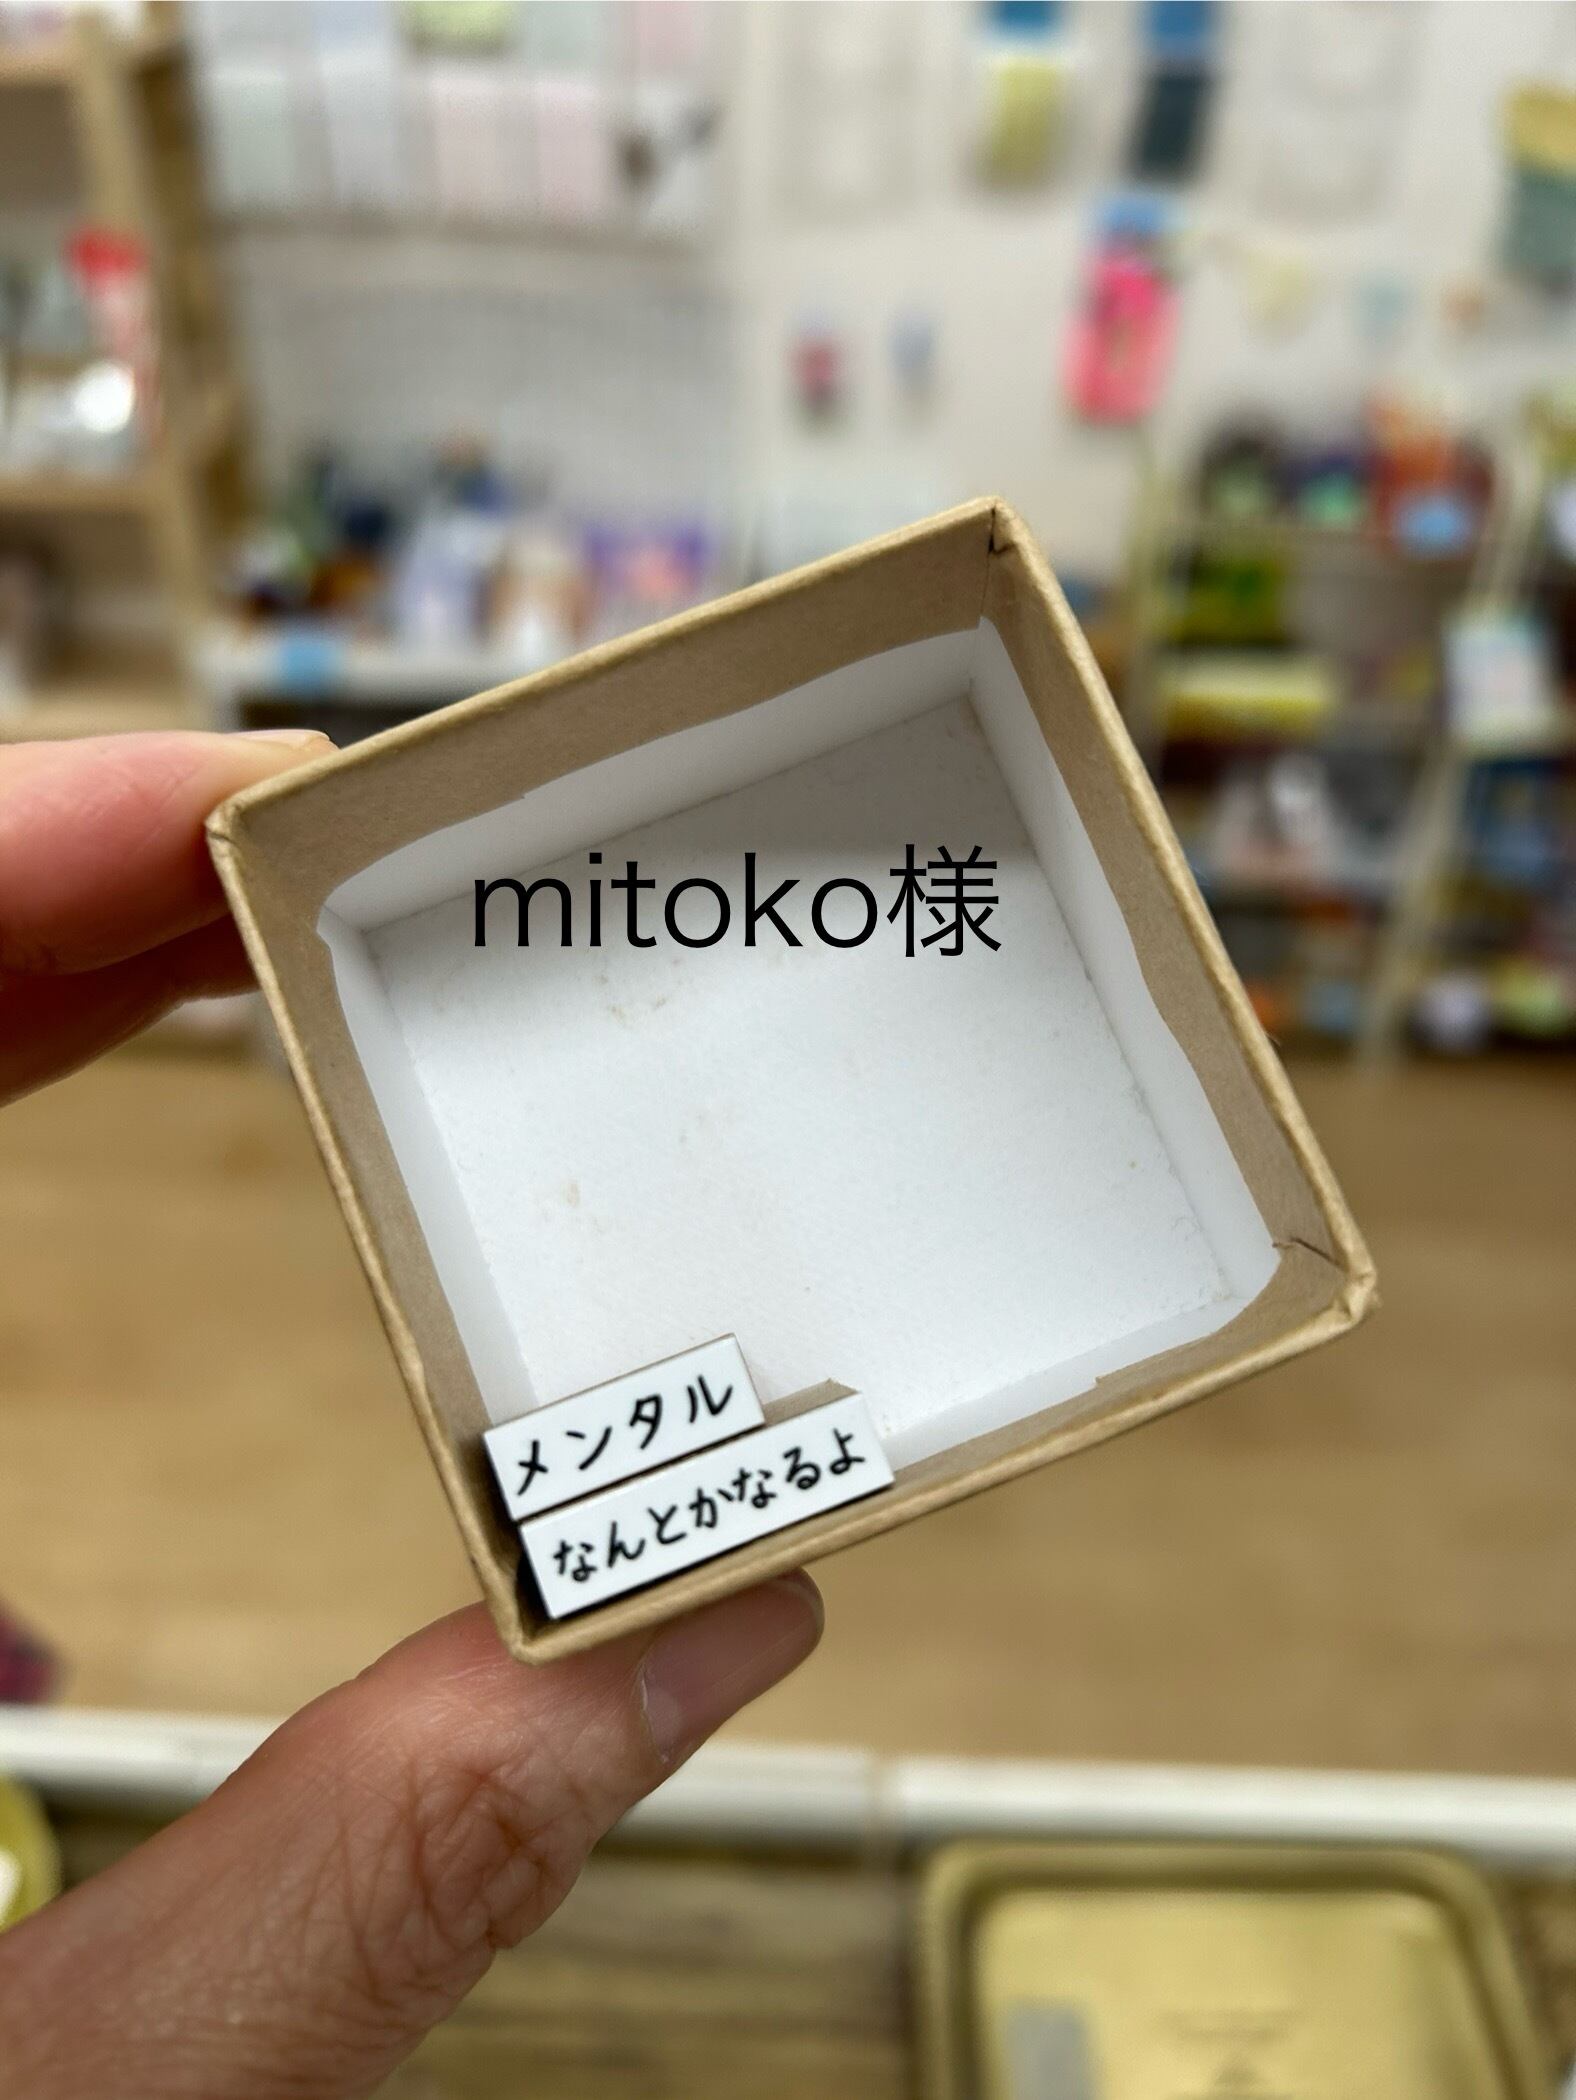 mitoko様
メンタル
なんとかなるよ